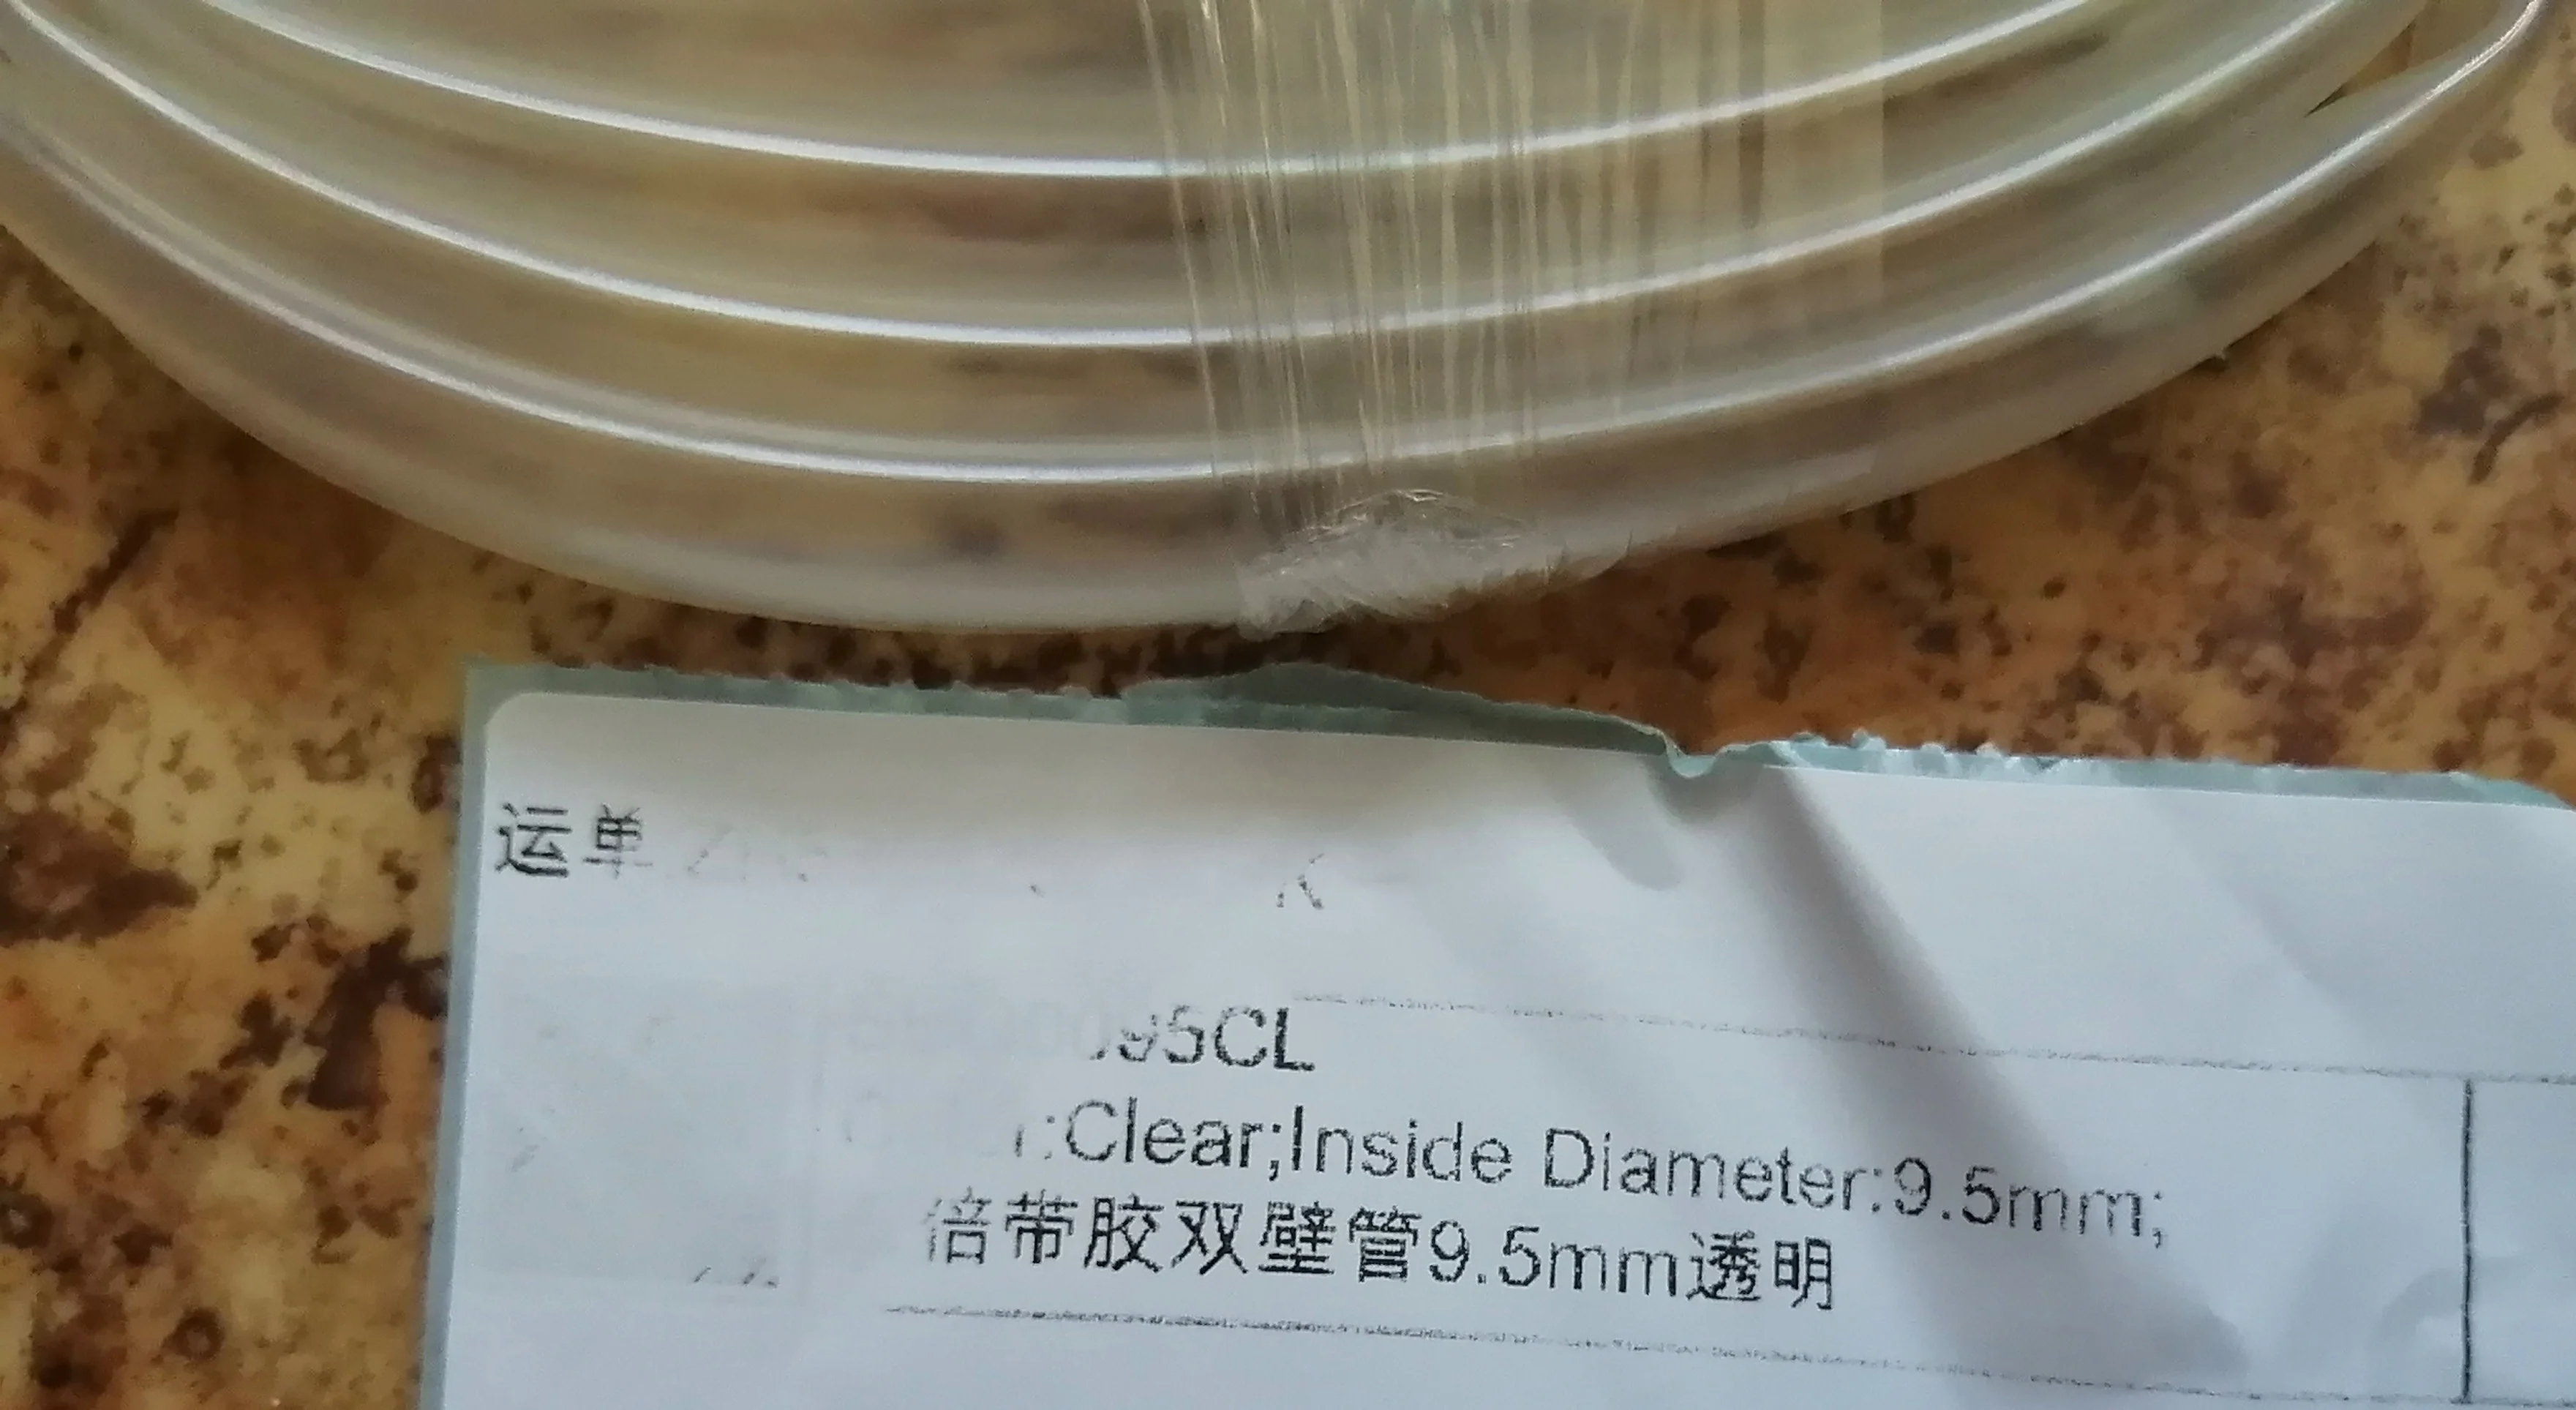 运单
95CL
r:Clear;Inside Diameter:9.5mm;
倍带胶双壁管9.5mm透明